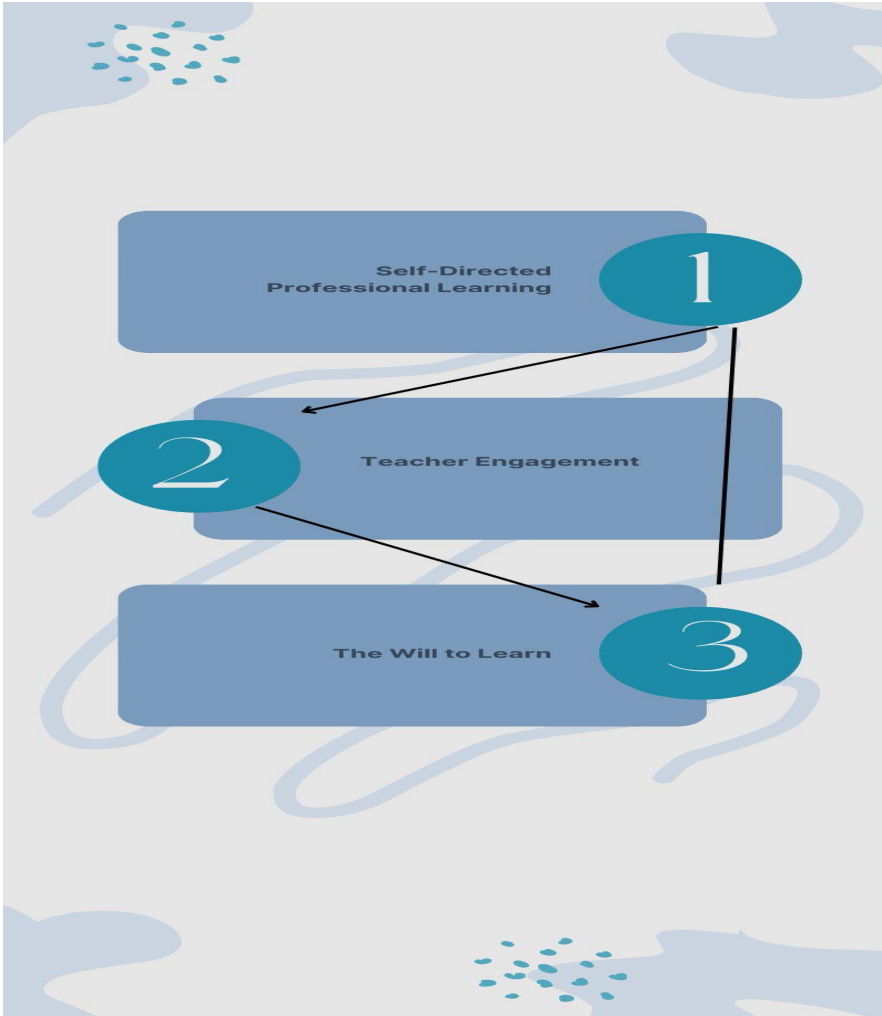 Self-Directed
Professional Learning
1
2
Teacher Engagement
The Will to Learn
3